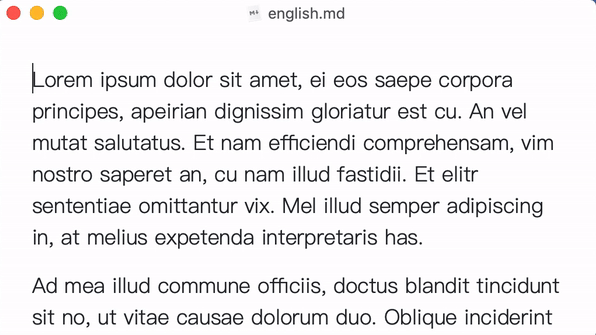 english.md
Lorem ipsum dolor sit amet, ei eos saepe corpora
principes, apeirian dignissim gloriatur est cu. An vel
mutat salutatus. Et nam efficiendi comprehensam, vim
nostro saperet an, cu nam illud fastidii. Et elitr
sententiae omittantur vix. Mel illud semper adipiscing
in, at melius expetenda interpretaris has.
Ad mea illud commune officiis, doctus blandit tincidunt
sit no, ut vitae causae dolorum duo. Oblique inciderint